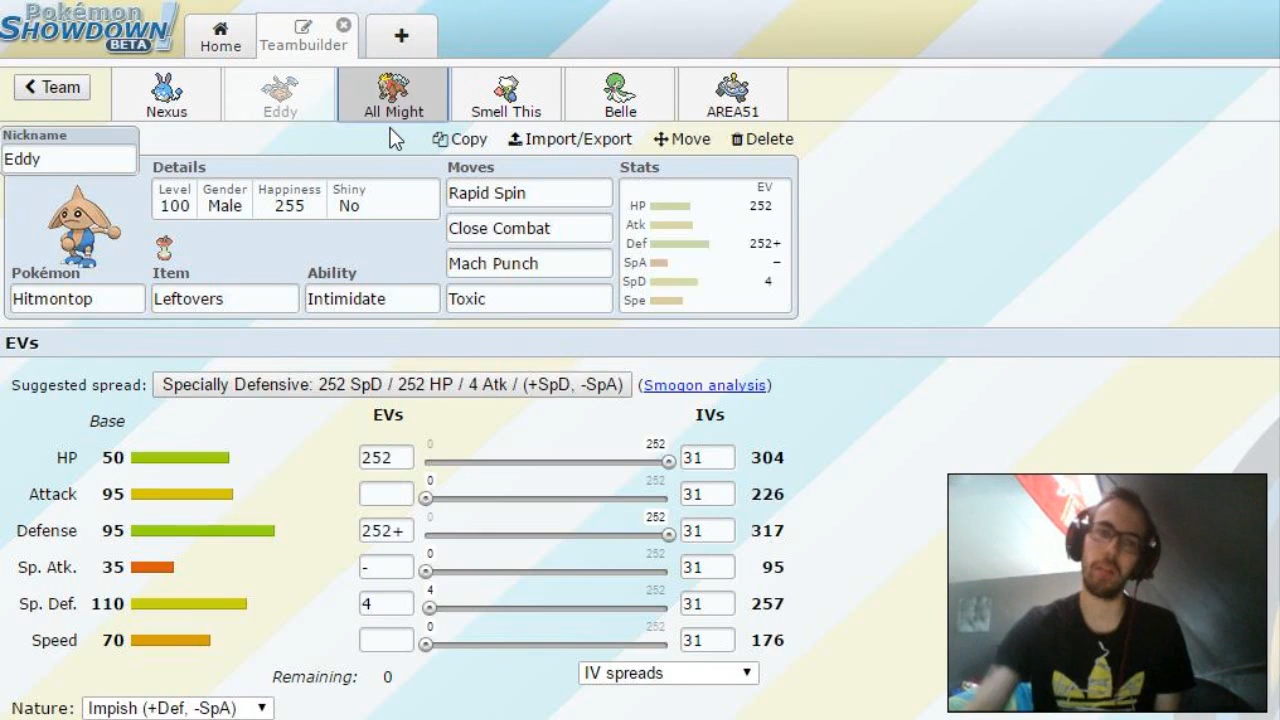 Pokémon
SHOWDOWN!
BETA
Home
Teambuilder
+
Team
Nexus
Eddy
All Might
Smell This
Belle
AREA51
Nickname
Eddy
Copy
Import/Export
Move
Delete
Details
Moves
Stats
Level Gender Happiness Shiny
100 Male 255 No
Rapid Spin
Close Combat
Mach Punch
Toxic
EV
HP 252
Atk
Def 252+
SpA –
SpD 4
Spe
Pokémon
Item
Ability
Hitmontop
Leftovers
Intimidate
EVs
Suggested spread: Specially Defensive: 252 SpD / 252 HP / 4 Atk / (+SpD, -SpA) (Smogon analysis)
Base EVs IVs
HP 50 252 0 252 31 304
Attack 95 0 252 31 226
Defense 95 252+ 0 252 31 317
Sp. Atk. 35 - 0 252 31 95
Sp. Def. 110 4 4 252 31 257
Speed 70 0 252 31 176
Remaining: 0
IV spreads
Nature: Impish (+Def, -SpA)